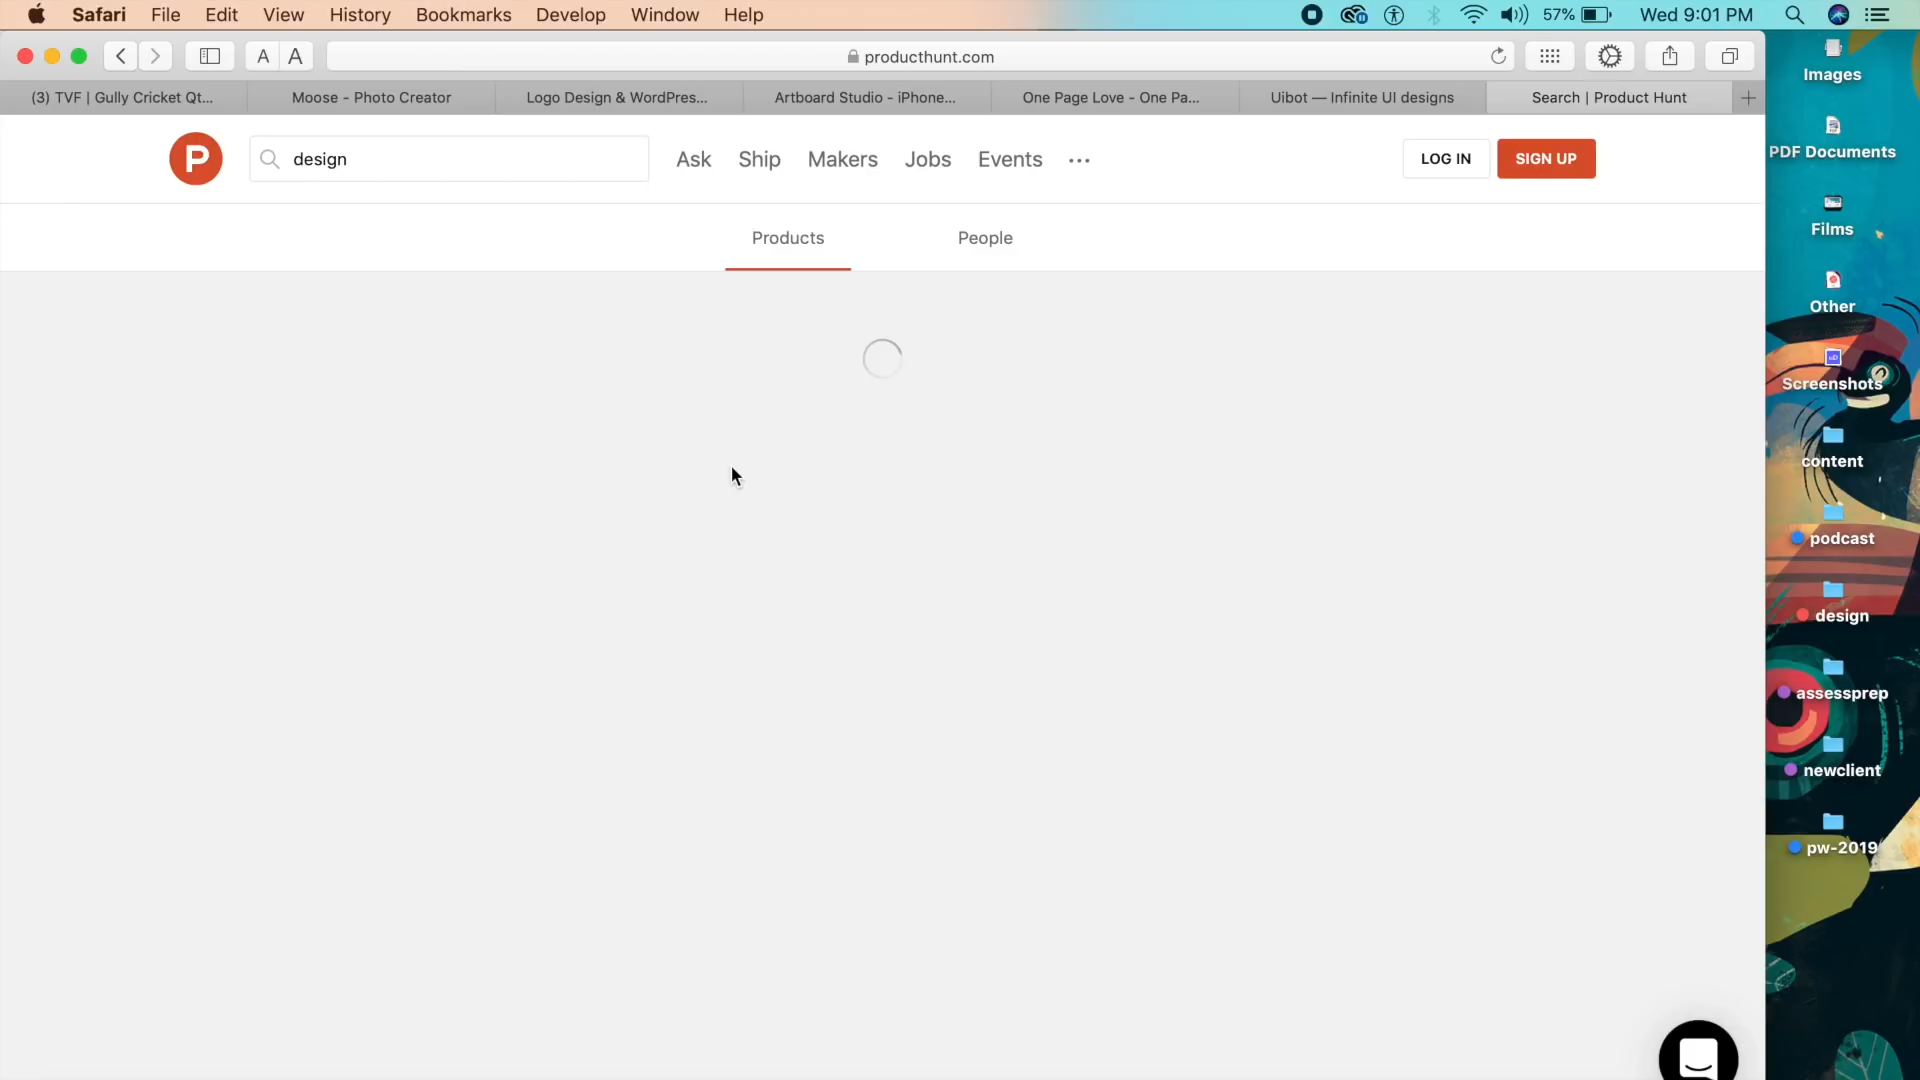 Safari File Edit View History Bookmarks Develop Window Help 57% Wed 9:01 PM
A A producthunt.com
(3) TVF | Gully Cricket Qt... Moose - Photo Creator Logo Design & WordPres... Artboard Studio - iPhone... One Page Love - One Pa... Uibot — Infinite UI designs Search | Product Hunt
P design Ask Ship Makers Jobs Events ... LOG IN SIGN UP
Products People
Images
PDF Documents
Films
Other
Screenshots
content
podcast
design
assessprep
newclient
pw-2019